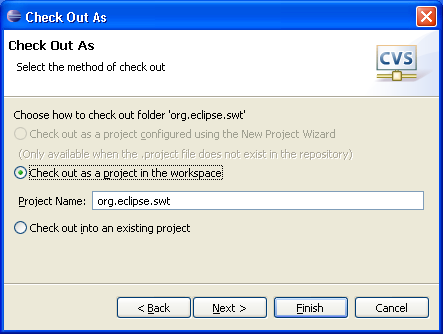 Check Out As
Check Out As
Select the method of check out
CVS
Choose how to check out folder 'org.eclipse.swt'
Check out as a project configured using the New Project Wizard
(Only available when the .project file does not exist in the repository)
Check out as a project in the workspace
Project Name: org.eclipse.swt
Check out into an existing project
< Back Next > Finish Cancel